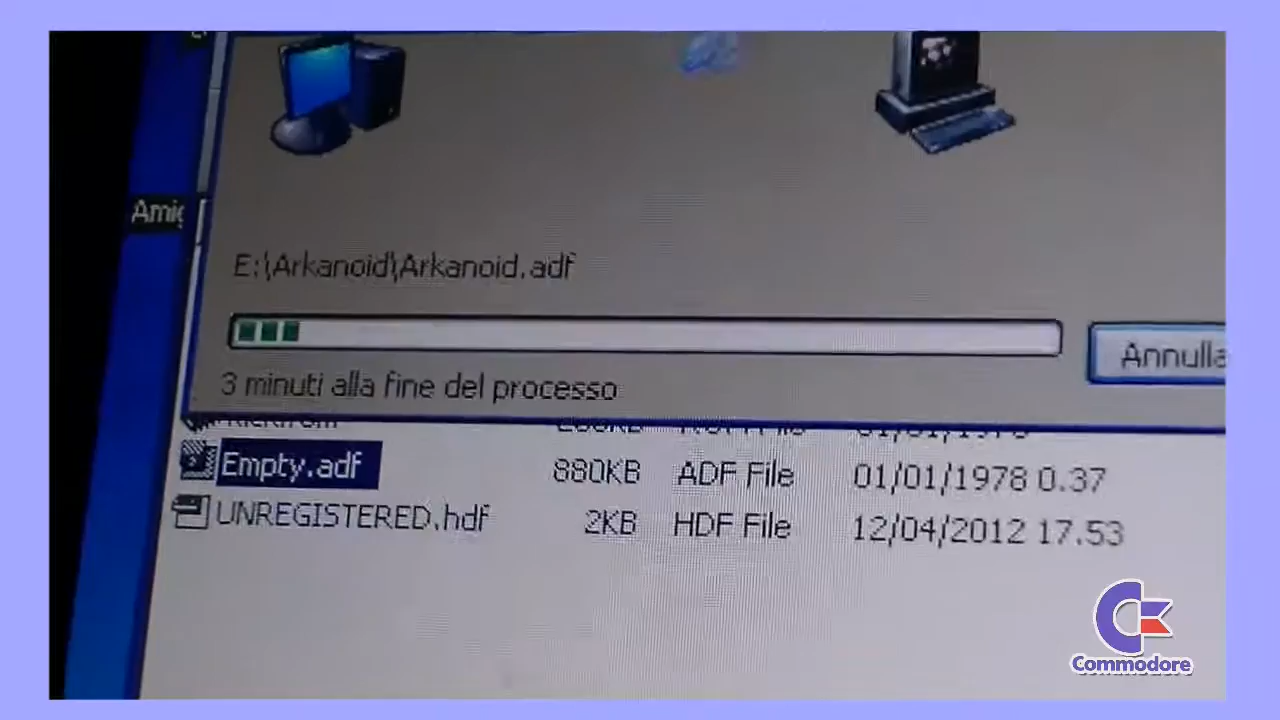 Amig
E:\Arkanoid\Arkanoid.adf
3 minuti alla fine del processo
Annulla
Empty.adf 880KB ADF File 01/01/1978 0.37
UNREGISTERED.hdf 2KB HDF File 12/04/2012 17.53
Commodore